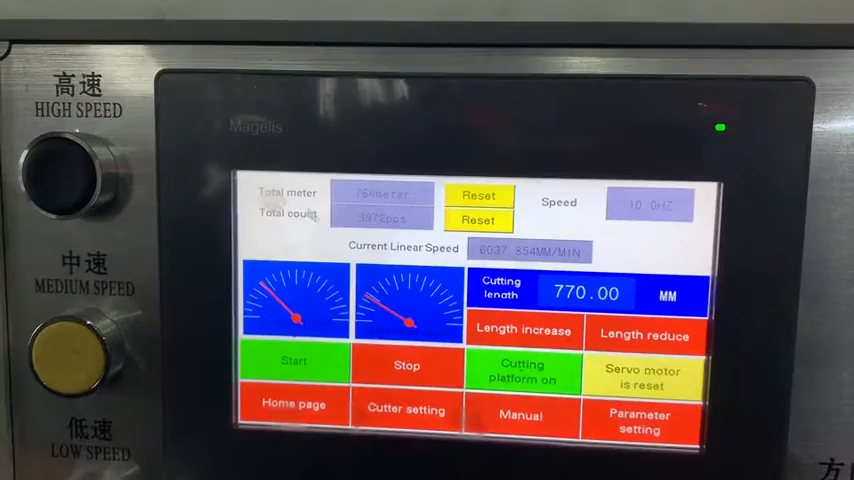 高速
HIGH SPEED
Magelis
中速
MEDIUM SPEED
低速
LOW SPEED
Total meter 764meter Reset Speed 10 0HZ
Total count 3972pcs Reset
Current Linear Speed 6037 854MM/MIN
Cutting
length 770.00 MM
Length increase Length reduce
Start Stop
Cutting
platform on
Servo motor
is reset
Home page Cutter setting Manual
Parameter
setting
方